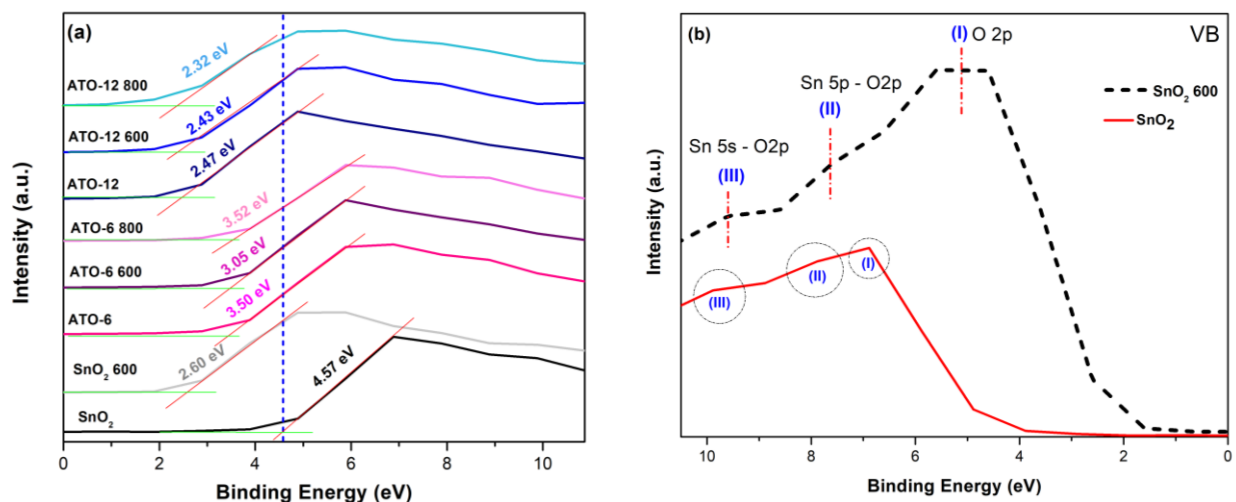 (a)
2.32 eV
ATO-12 800
2.43 eV
ATO-12 600
2.47 eV
ATO-12
3.52 eV
ATO-6 800
3.05 eV
ATO-6 600
3.50 eV
ATO-6
2.60 eV
SnO₂ 600
4.57 eV
SnO₂
Intensity (a.u.)
0 2 4 6 8 10
Binding Energy (eV)
(b)
(I) O 2p
VB
Sn 5p - O2p
(II)
SnO₂ 600
SnO₂
Sn 5s - O2p
(III)
(I)
(II)
(III)
Intensity (a.u.)
10 8 6 4 2 0
Binding Energy (eV)